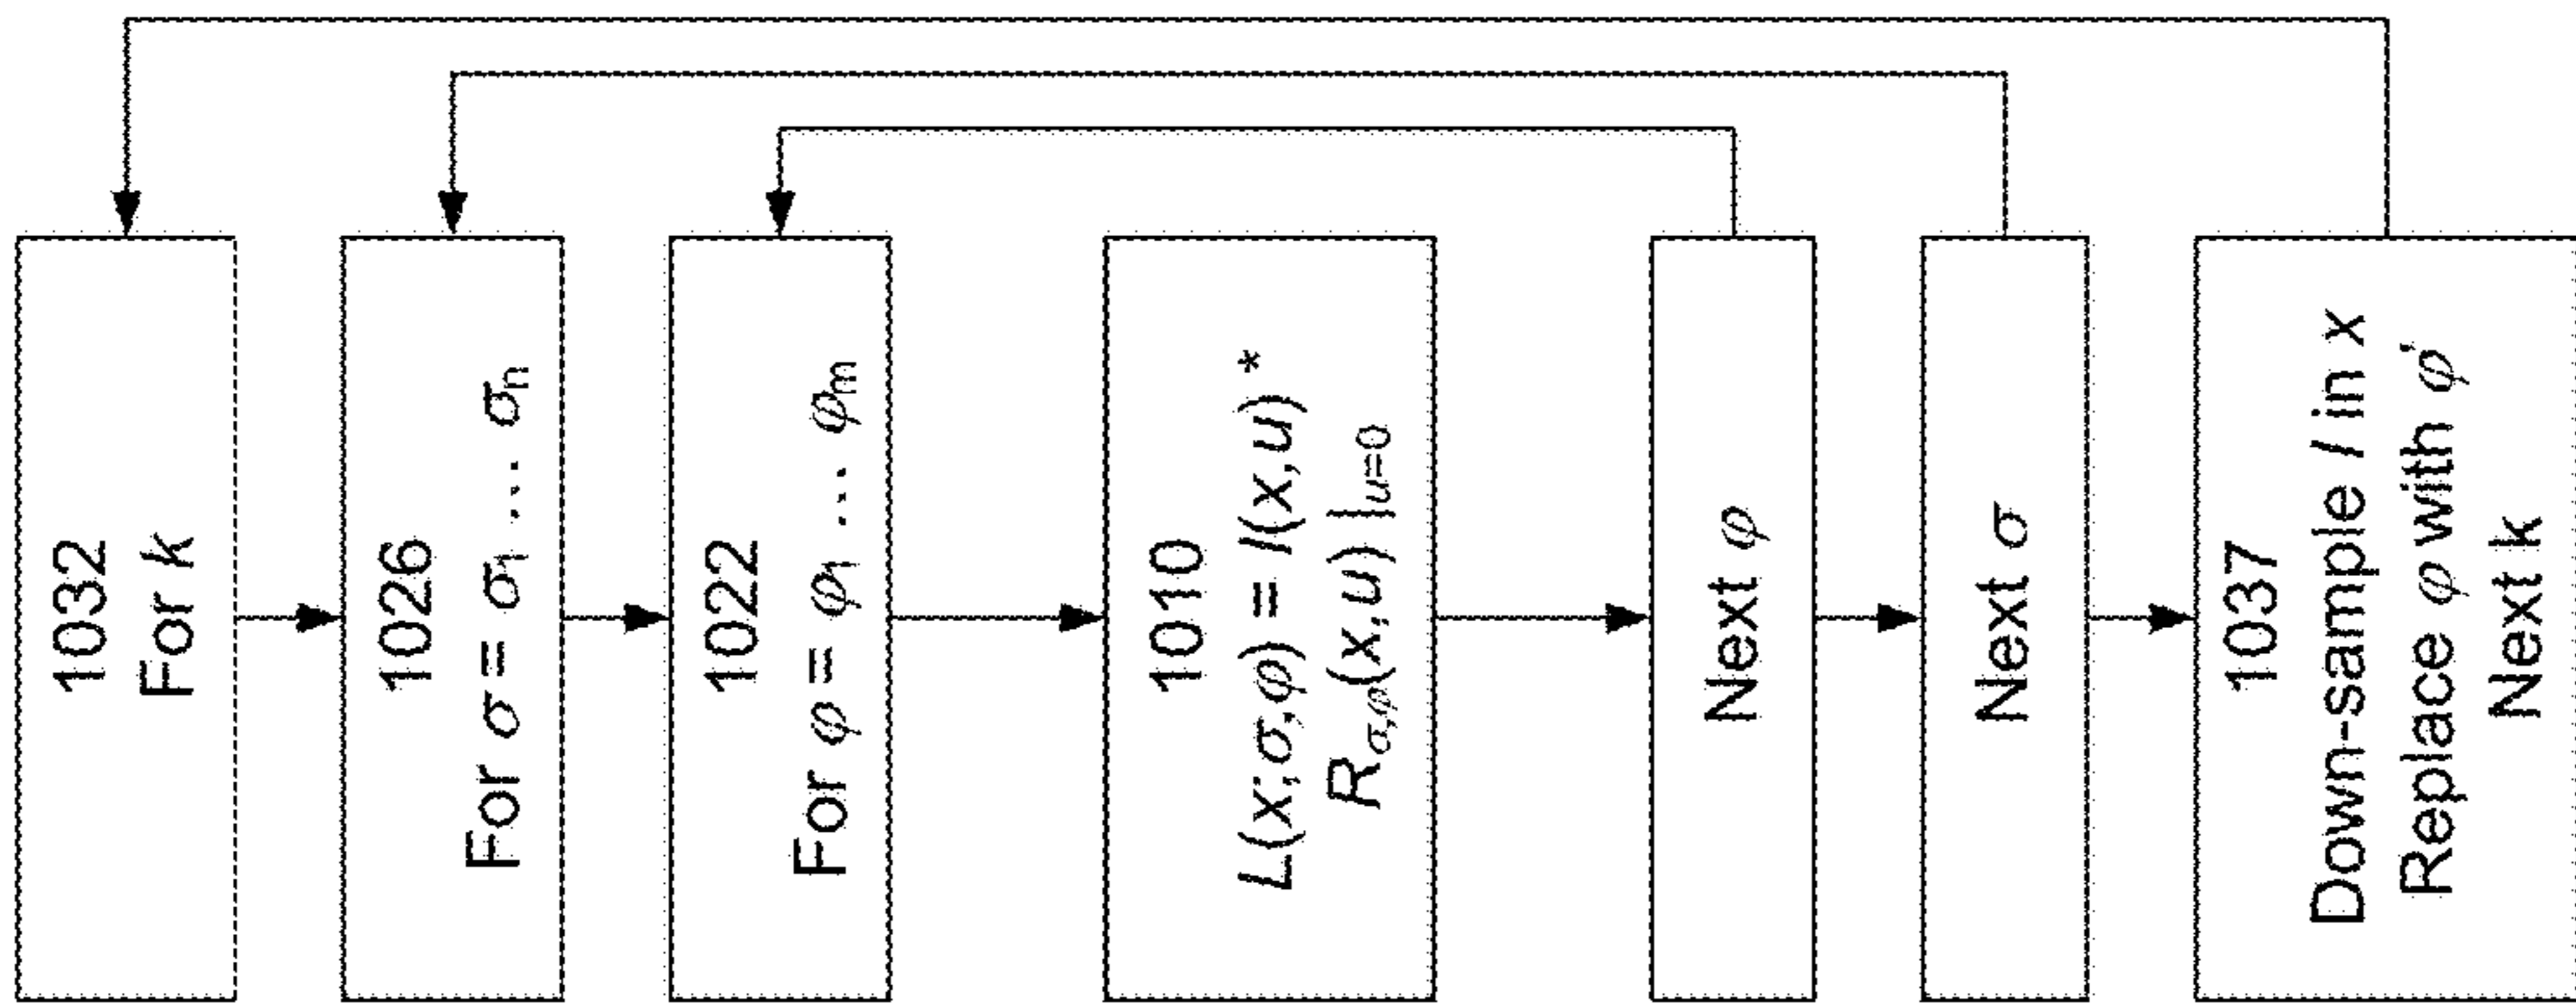 1032
For k
1026
For σ = σ₁ ... σₙ
1022
For φ = φ₁ ... φₘ
1010
L(x;σ,φ) = I(x,u) *
R_σ,φ(x,u) |ᵤ₌₀
Next φ
Next σ
1037
Down-sample I in x
Replace φ with φ'
Next k